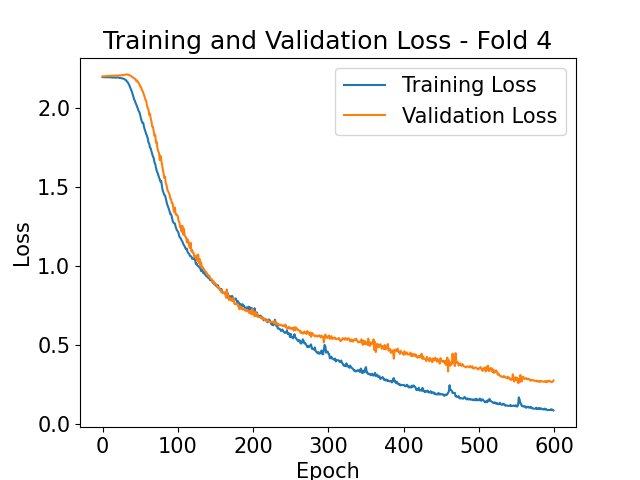 Training and Validation Loss - Fold 4
Training Loss
Validation Loss
Loss
2.0
1.5
1.0
0.5
0.0
0 100 200 300 400 500 600
Epoch